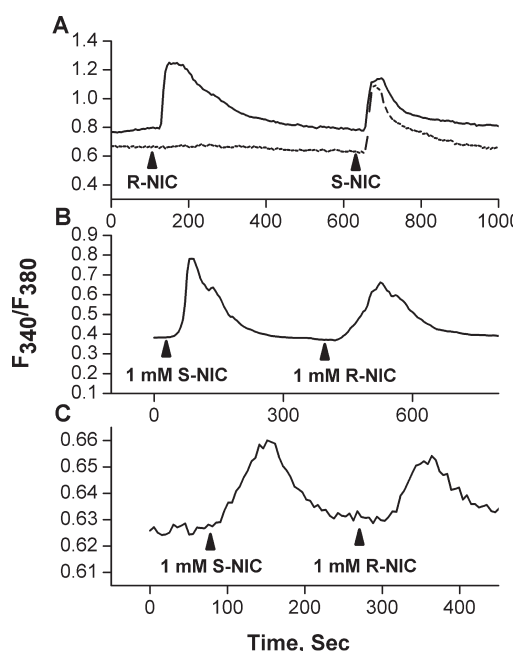 A
1.4
1.2
1.0
0.8
0.6
0.4
R-NIC S-NIC
0 200 400 600 800 1000
B
0.9
0.8
0.7
0.6
0.5
0.4
0.3
0.2
0.1
1 mM S-NIC 1 mM R-NIC
0 300 600
F340/F380
C
0.66
0.65
0.64
0.63
0.62
0.61
1 mM S-NIC 1 mM R-NIC
0 100 200 300 400
Time, Sec